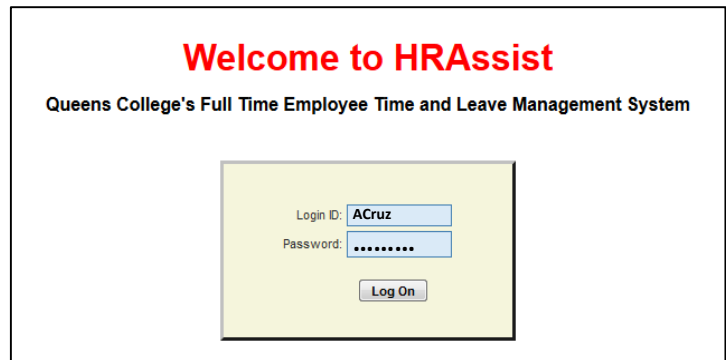 Welcome to HRAssist
Queens College's Full Time Employee Time and Leave Management System
Login ID: ACruz
Password: •••••••••
Log On